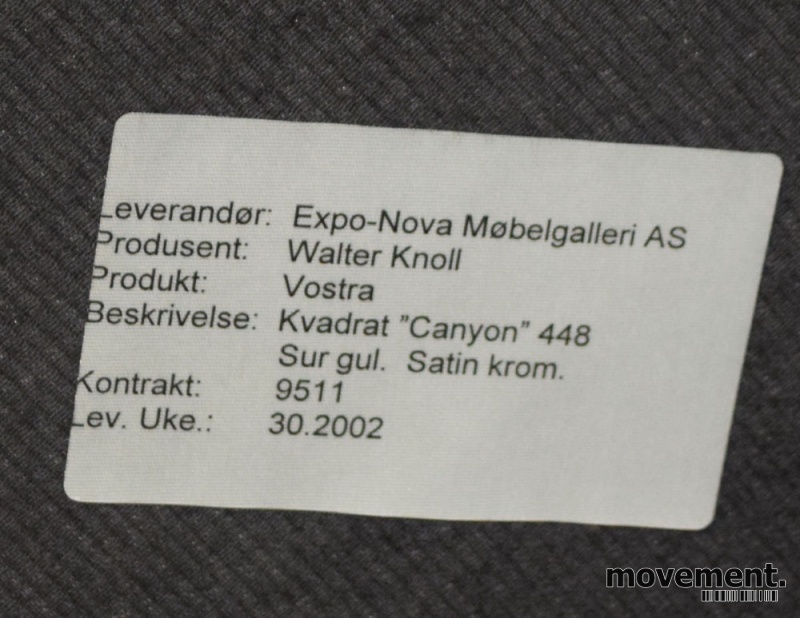 Leverandør: Expo-Nova Møbelgalleri AS
Produsent: Walter Knoll
Produkt: Vostra
Beskrivelse: Kvadrat ”Canyon” 448
Sur gul. Satin krom.
Kontrakt: 9511
Lev. Uke.: 30.2002
movement.